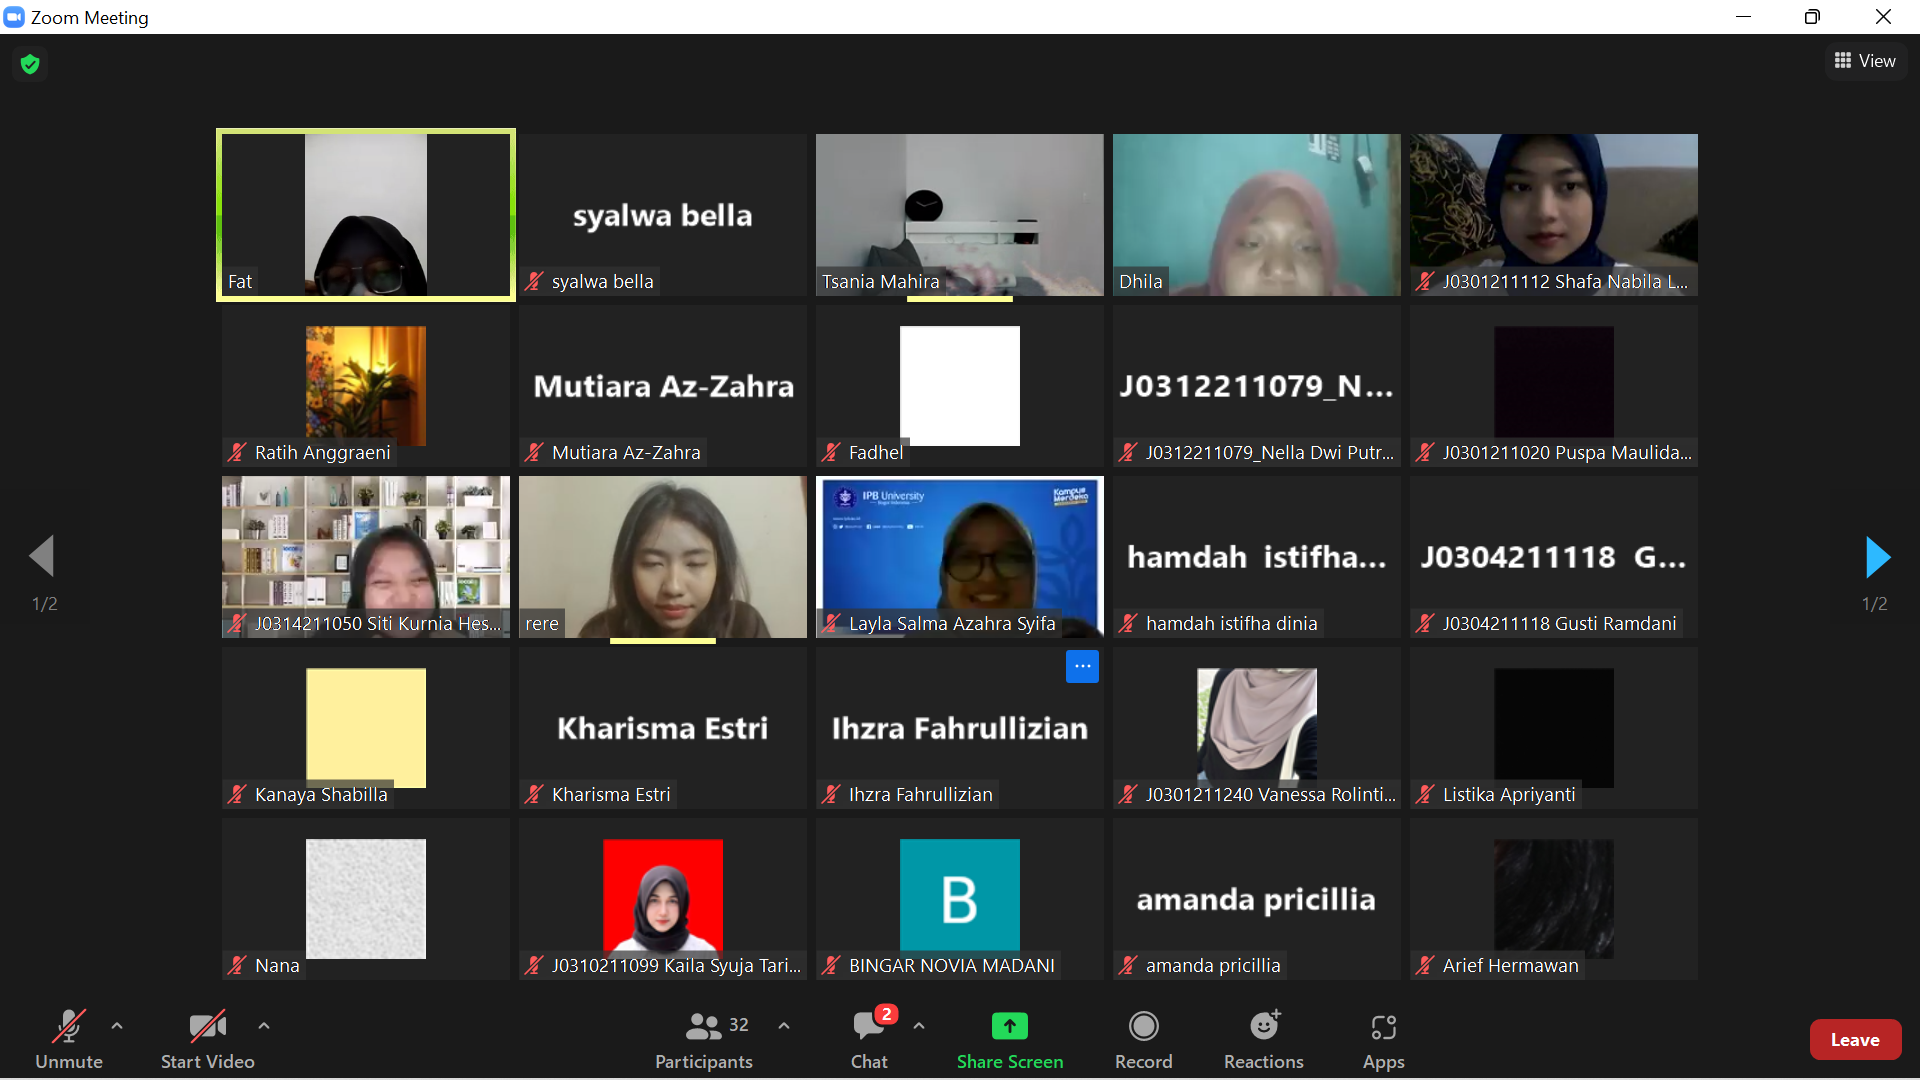 Zoom Meeting
View
Fat
syalwa bella
syalwa bella
Tsania Mahira
Dhila
J0301211112 Shafa Nabila L...
Ratih Anggraeni
Mutiara Az-Zahra
Mutiara Az-Zahra
Fadhel
J0312211079_N...
J0312211079_Nella Dwi Putr...
J0301211020 Puspa Maulida...
J0314211050 Siti Kurnia Hes...
rere
IPB University
Kampus
Merdeka
Layla Salma Azahra Syifa
hamdah istifha...
hamdah istifha dinia
J0304211118 G...
J0304211118 Gusti Ramdani
1/2
1/2
Kanaya Shabilla
Kharisma Estri
Kharisma Estri
Ihzra Fahrullizian
Ihzra Fahrullizian
J0301211240 Vanessa Rolinti...
Listika Apriyanti
Nana
J0310211099 Kaila Syuja Tari...
B
BINGAR NOVIA MADANI
amanda pricillia
amanda pricillia
Arief Hermawan
Unmute
Start Video
32
Participants
2
Chat
Share Screen
Record
Reactions
Apps
Leave